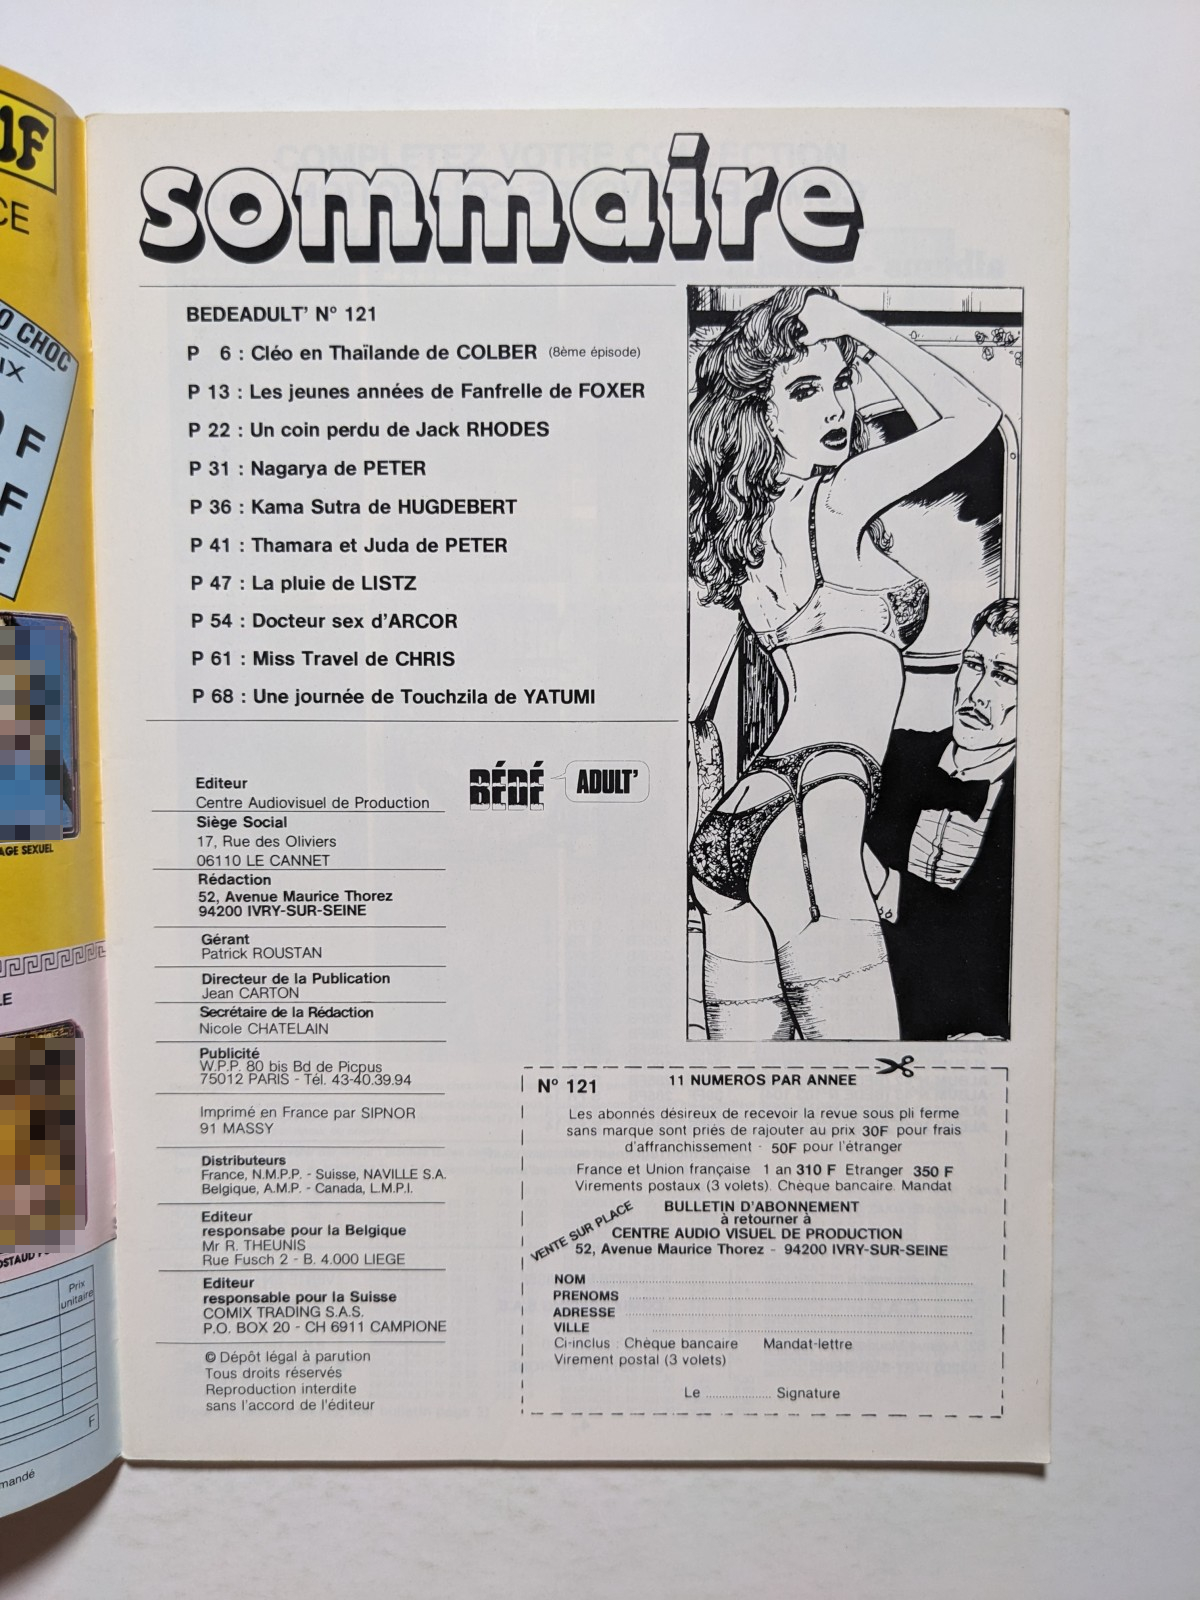 1F
CE
O CHOC
IX
F
F
AGE SEXUEL
LE
Prix
unitaire
F
mandé
sommaire
BEDEADULT' N° 121
P 6 : Cléo en Thaïlande de COLBER (8ème épisode)
P 13 : Les jeunes années de Fanfrelle de FOXER
P 22 : Un coin perdu de Jack RHODES
P 31 : Nagarya de PETER
P 36 : Kama Sutra de HUGDEBERT
P 41 : Thamara et Juda de PETER
P 47 : La pluie de LISTZ
P 54 : Docteur sex d'ARCOR
P 61 : Miss Travel de CHRIS
P 68 : Une journée de Touchzila de YATUMI
BÉDÉ ADULT'
Editeur
Centre Audiovisuel de Production
Siège Social
17, Rue des Oliviers
06110 LE CANNET
Rédaction
52, Avenue Maurice Thorez
94200 IVRY-SUR-SEINE
Gérant
Patrick ROUSTAN
Directeur de la Publication
Jean CARTON
Secrétaire de la Rédaction
Nicole CHATELAIN
Publicité
W.P.P. 80 bis Bd de Picpus
75012 PARIS - Tél. 43-40.39.94
Imprimé en France par SIPNOR
91 MASSY
Distributeurs
France, N.M.P.P. - Suisse, NAVILLE S.A.
Belgique, A.M.P. - Canada, L.M.P.I.
Editeur
responsabe pour la Belgique
Mr R. THEUNIS
Rue Fusch 2 - B. 4.000 LIEGE
Editeur
responsable pour la Suisse
COMIX TRADING S.A.S.
P.O. BOX 20 - CH 6911 CAMPIONE
© Dépôt légal à parution
Tous droits réservés
Reproduction interdite
sans l'accord de l'éditeur
N° 121
11 NUMEROS PAR ANNEE
Les abonnés désireux de recevoir la revue sous pli ferme
sans marque sont priés de rajouter au prix 30F pour frais
d'affranchissement - 50F pour l'étranger
France et Union française 1 an 310 F Etranger 350 F
Virements postaux (3 volets). Chèque bancaire. Mandat
VENTE SUR PLACE
BULLETIN D'ABONNEMENT
à retourner à
CENTRE AUDIO VISUEL DE PRODUCTION
52, Avenue Maurice Thorez - 94200 IVRY-SUR-SEINE
NOM
PRENOMS
ADRESSE
VILLE
Ci-inclus : Chèque bancaire Mandat-lettre
Virement postal (3 volets)
Le .................... Signature